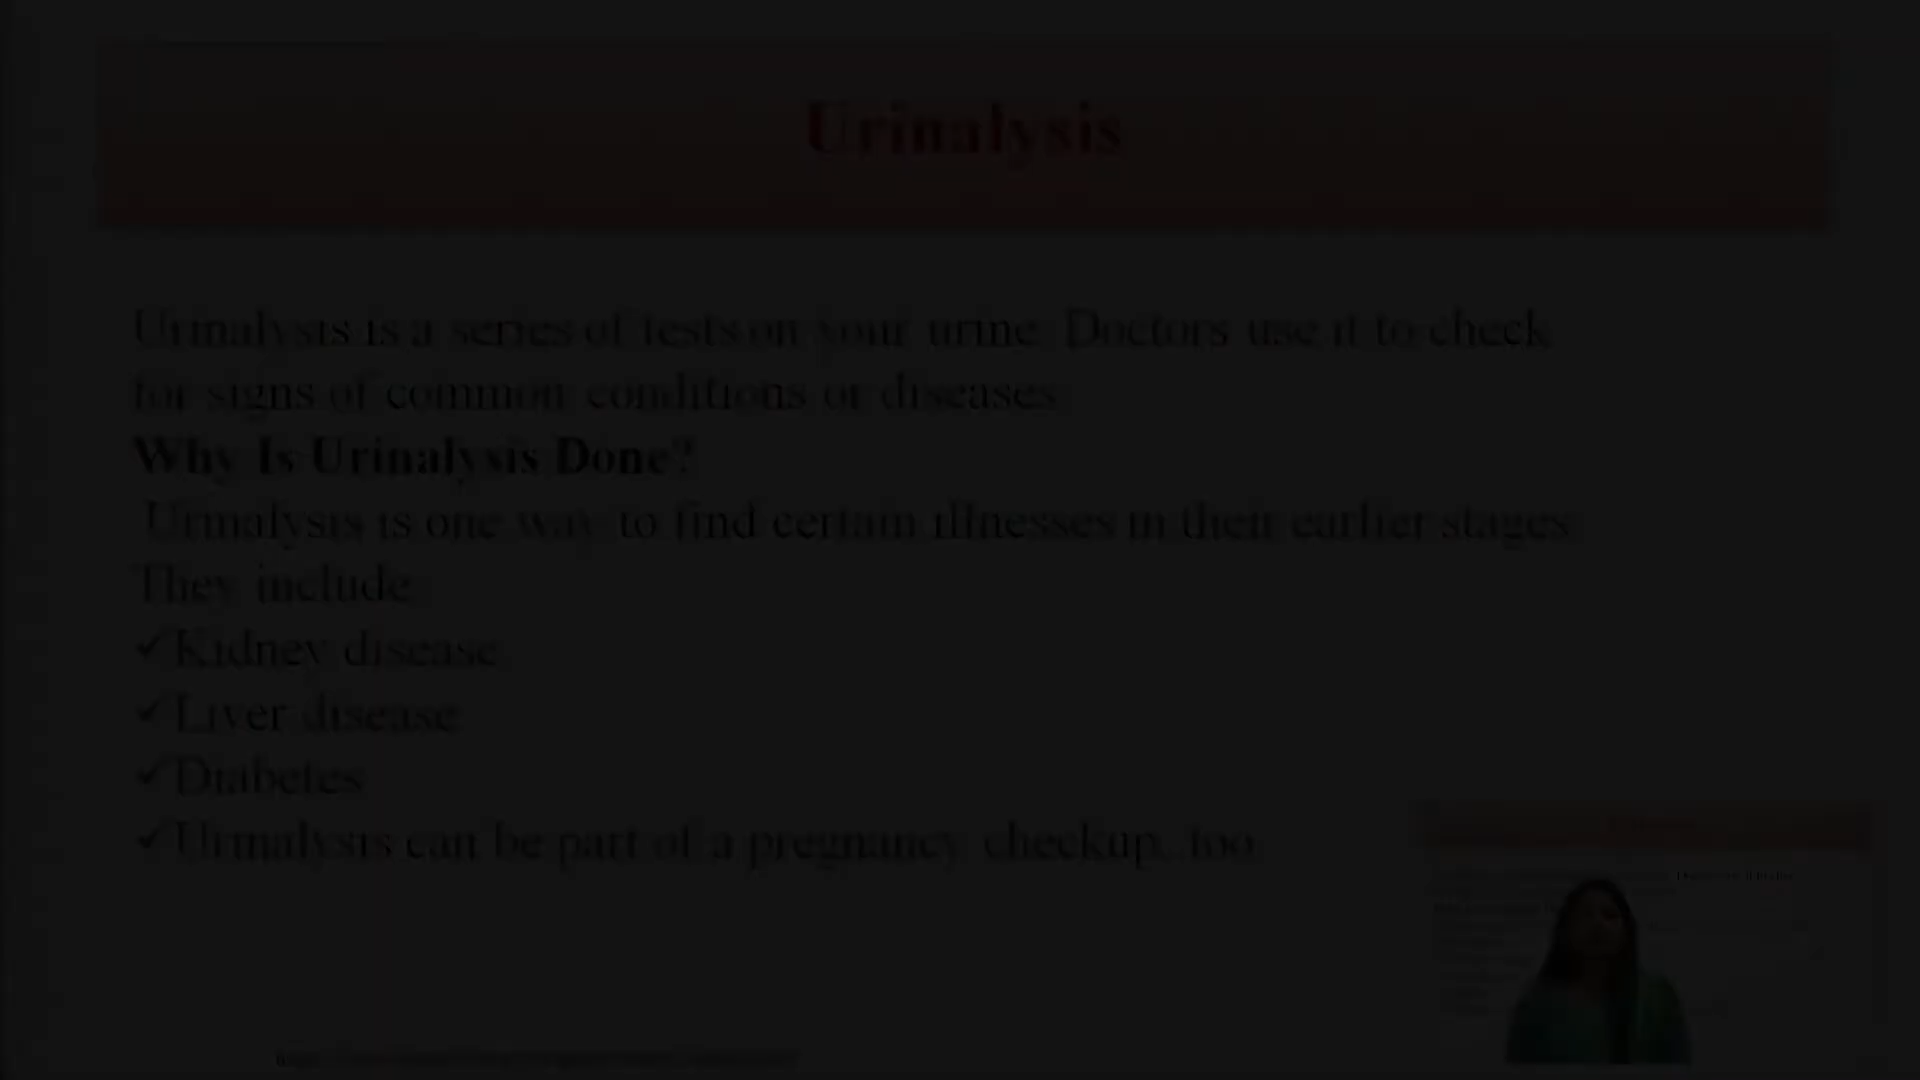 Urinalysis
Urinalysis is a series of tests on your urine. Doctors use it to check
for signs of common conditions or diseases.
Why Is Urinalysis Done?
Urinalysis is one way to find certain illnesses in their earlier stages.
They include
Kidney disease
Liver disease
Diabetes
Urinalysis can be part of a pregnancy checkup, too.